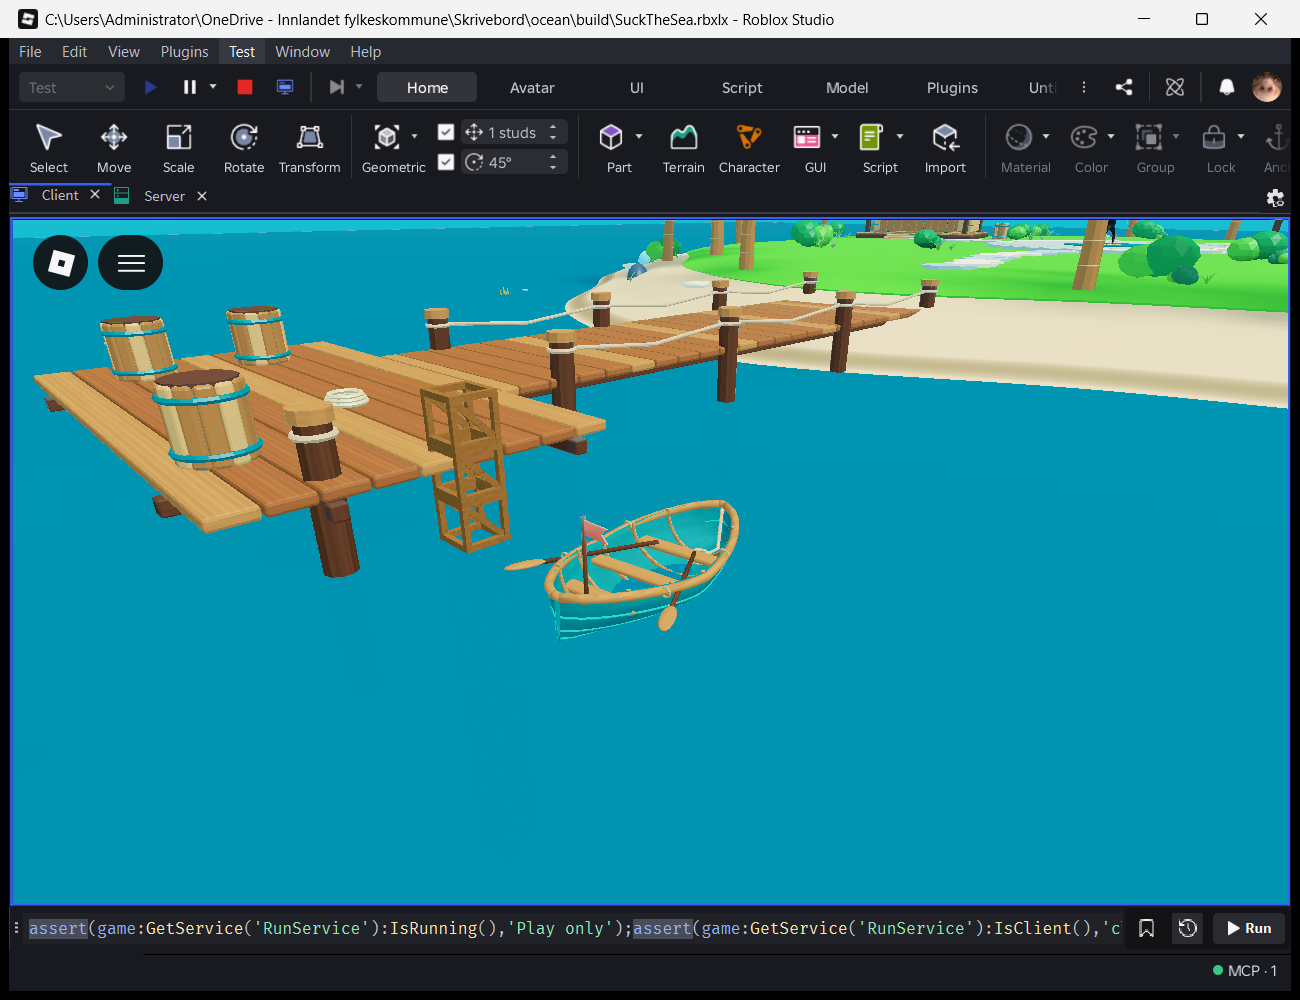 C:\Users\Administrator\OneDrive - Innlandet fylkeskommune\Skrivebord\ocean\build\SuckTheSea.rbxlx - Roblox Studio
File Edit View Plugins Test Window Help
Test Home Avatar UI Script Model Plugins Unti
1 studs
45°
Select Move Scale Rotate Transform Geometric Part Terrain Character GUI Script Import Material Color Group Lock Anc
Client Server
assert(game:GetService('RunService'):IsRunning(),'Play only');assert(game:GetService('RunService'):IsClient(),'c
Run
MCP · 1